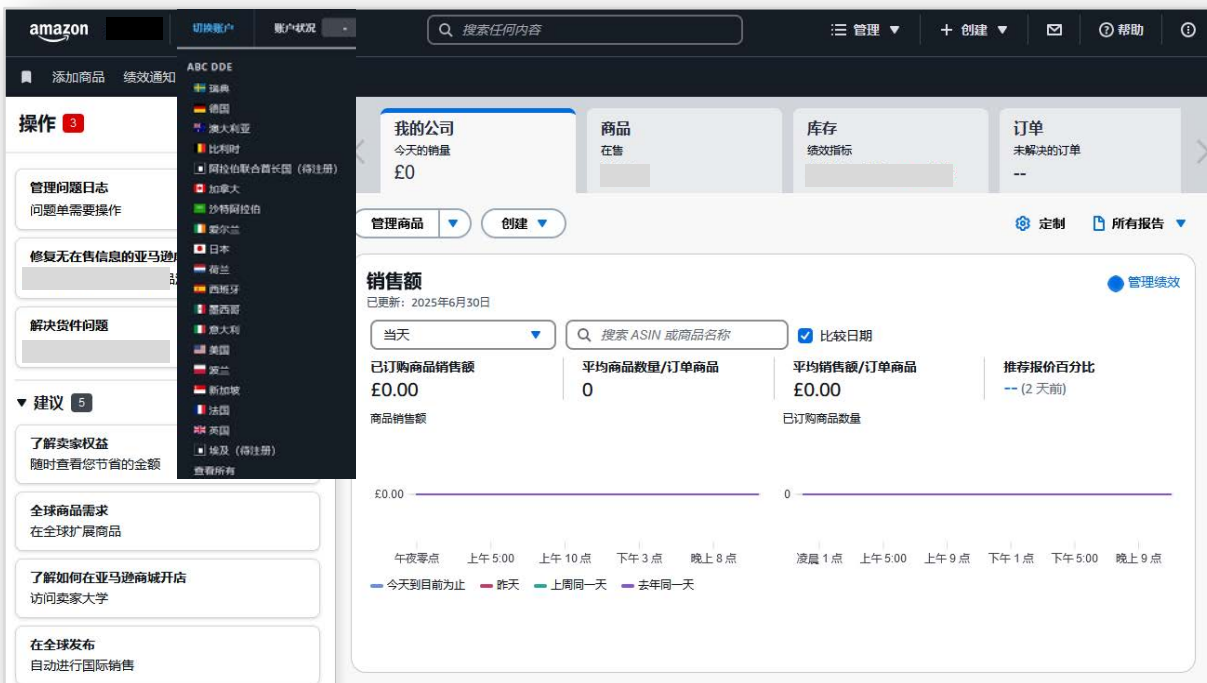 amazon
切换账户
账户状况
-
搜索任何内容
管理
创建
帮助
添加商品
绩效通知
ABC DDE
瑞典
德国
澳大利亚
比利时
阿拉伯联合酋长国（待注册）
加拿大
沙特阿拉伯
爱尔兰
日本
荷兰
西班牙
墨西哥
意大利
美国
波兰
新加坡
法国
英国
埃及（待注册）
查看所有
操作 3
管理问题日志
问题单需要操作
修复无在售信息的亚马逊
解决货件问题
建议 5
了解卖家权益
随时查看您节省的金额
全球商品需求
在全球扩展商品
了解如何在亚马逊商城开店
访问卖家大学
在全球发布
自动进行国际销售
我的公司
今天的销量
£0
商品
在售
库存
绩效指标
订单
未解决的订单
--
管理商品
创建
定制
所有报告
销售额
已更新：2025年6月30日
管理绩效
当天
搜索 ASIN 或商品名称
比较日期
已订购商品销售额
£0.00
平均商品数量/订单商品
0
平均销售额/订单商品
£0.00
推荐报价百分比
-- (2 天前)
商品销售额
已订购商品数量
£0.00
0
午夜零点 上午 5:00 上午 10 点 下午 3 点 晚上 8 点
凌晨 1 点 上午 5:00 上午 9 点 下午 1 点 下午 5:00 晚上 9 点
今天到目前为止 昨天 上周同一天 去年同一天